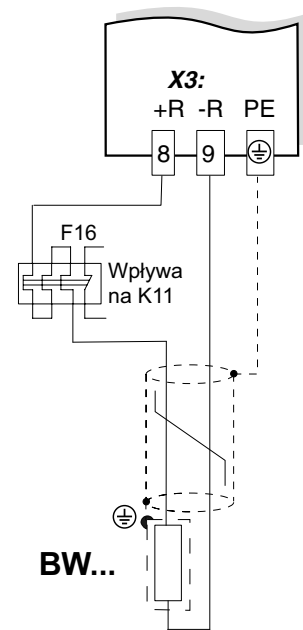 X3:
+R -R PE
8 9
F16
Wpływa
na K11
BW...